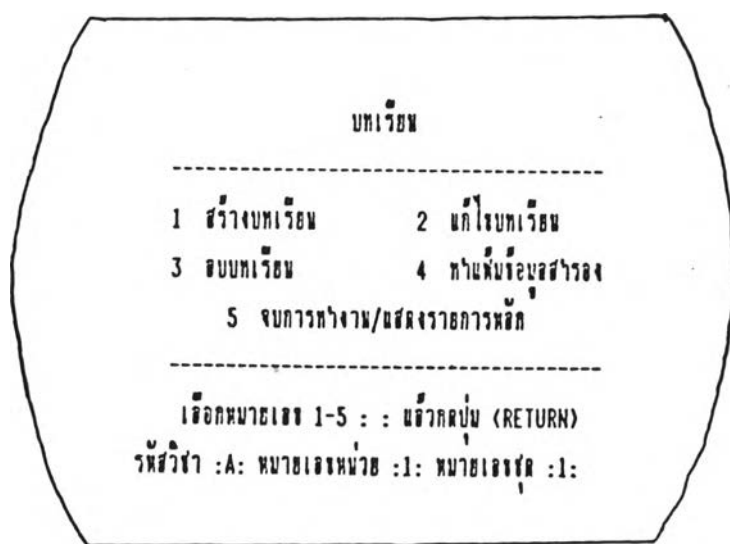 บทเรียน
------------------------------------------
1 สร้างบทเรียน 2 แก้ไขบทเรียน
3 ลบบทเรียน 4 ทำแฟ้มข้อมูลสำรอง
5 จบการทำงาน/แสดงรายการหลัก
------------------------------------------
เลือกหมายเลข 1-5 : : แล้วกดปุ่ม <RETURN>
รหัสวิชา :A: หมายเลขหน่วย :1: หมายเลขชุด :1: